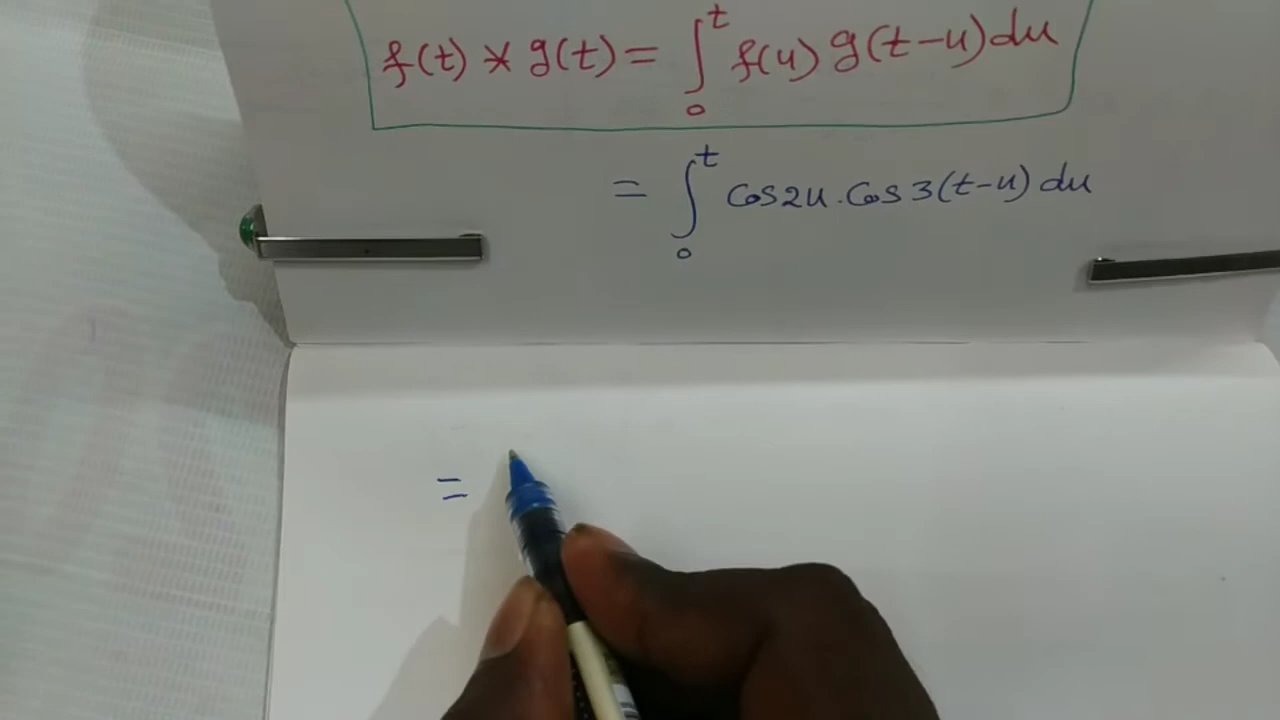 f(t) * g(t) = ∫₀ᵗ f(u) g(t-u) du
= ∫₀ᵗ Cos2u . Cos 3(t-u) du
=